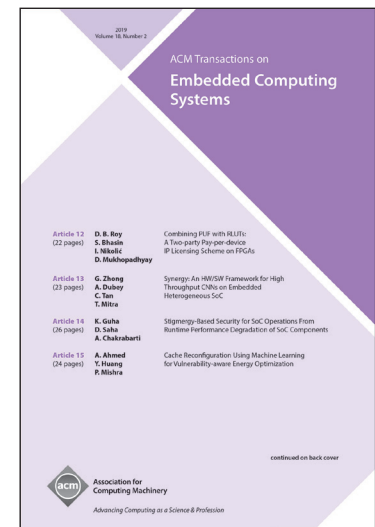 2019
Volume 18, Number 2
ACM Transactions on
Embedded Computing
Systems
Article 12
(22 pages)
D. B. Roy
S. Bhasin
I. Nikolić
D. Mukhopadhyay
Combining PUF with RLUTs:
A Two-party Pay-per-device
IP Licensing Scheme on FPGAs
Article 13
(23 pages)
G. Zhong
A. Dubey
C. Tan
T. Mitra
Synergy: An HW/SW Framework for High
Throughput CNNs on Embedded
Heterogeneous SoC
Article 14
(26 pages)
K. Guha
D. Saha
A. Chakrabarti
Stigmergy-Based Security for SoC Operations From
Runtime Performance Degradation of SoC Components
Article 15
(24 pages)
A. Ahmed
Y. Huang
P. Mishra
Cache Reconfiguration Using Machine Learning
for Vulnerability-aware Energy Optimization
continued on back cover
acm
Association for
Computing Machinery
Advancing Computing as a Science & Profession